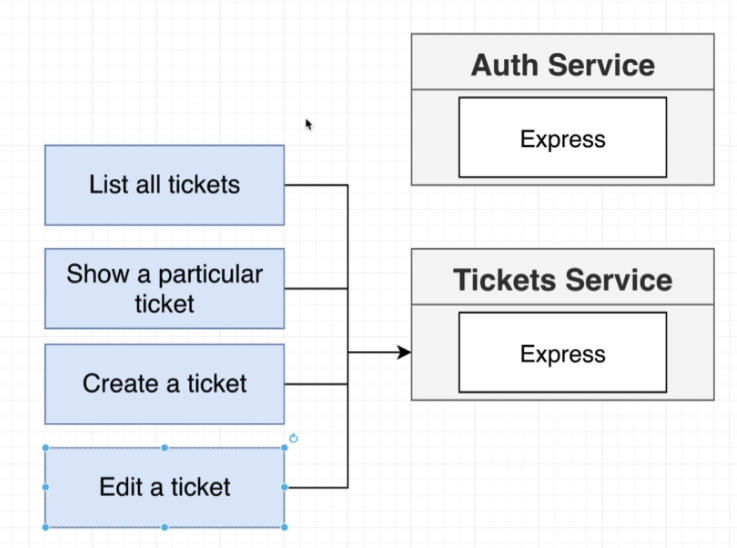 Auth Service
Express
List all tickets
Show a particular
ticket
Tickets Service
Express
Create a ticket
Edit a ticket